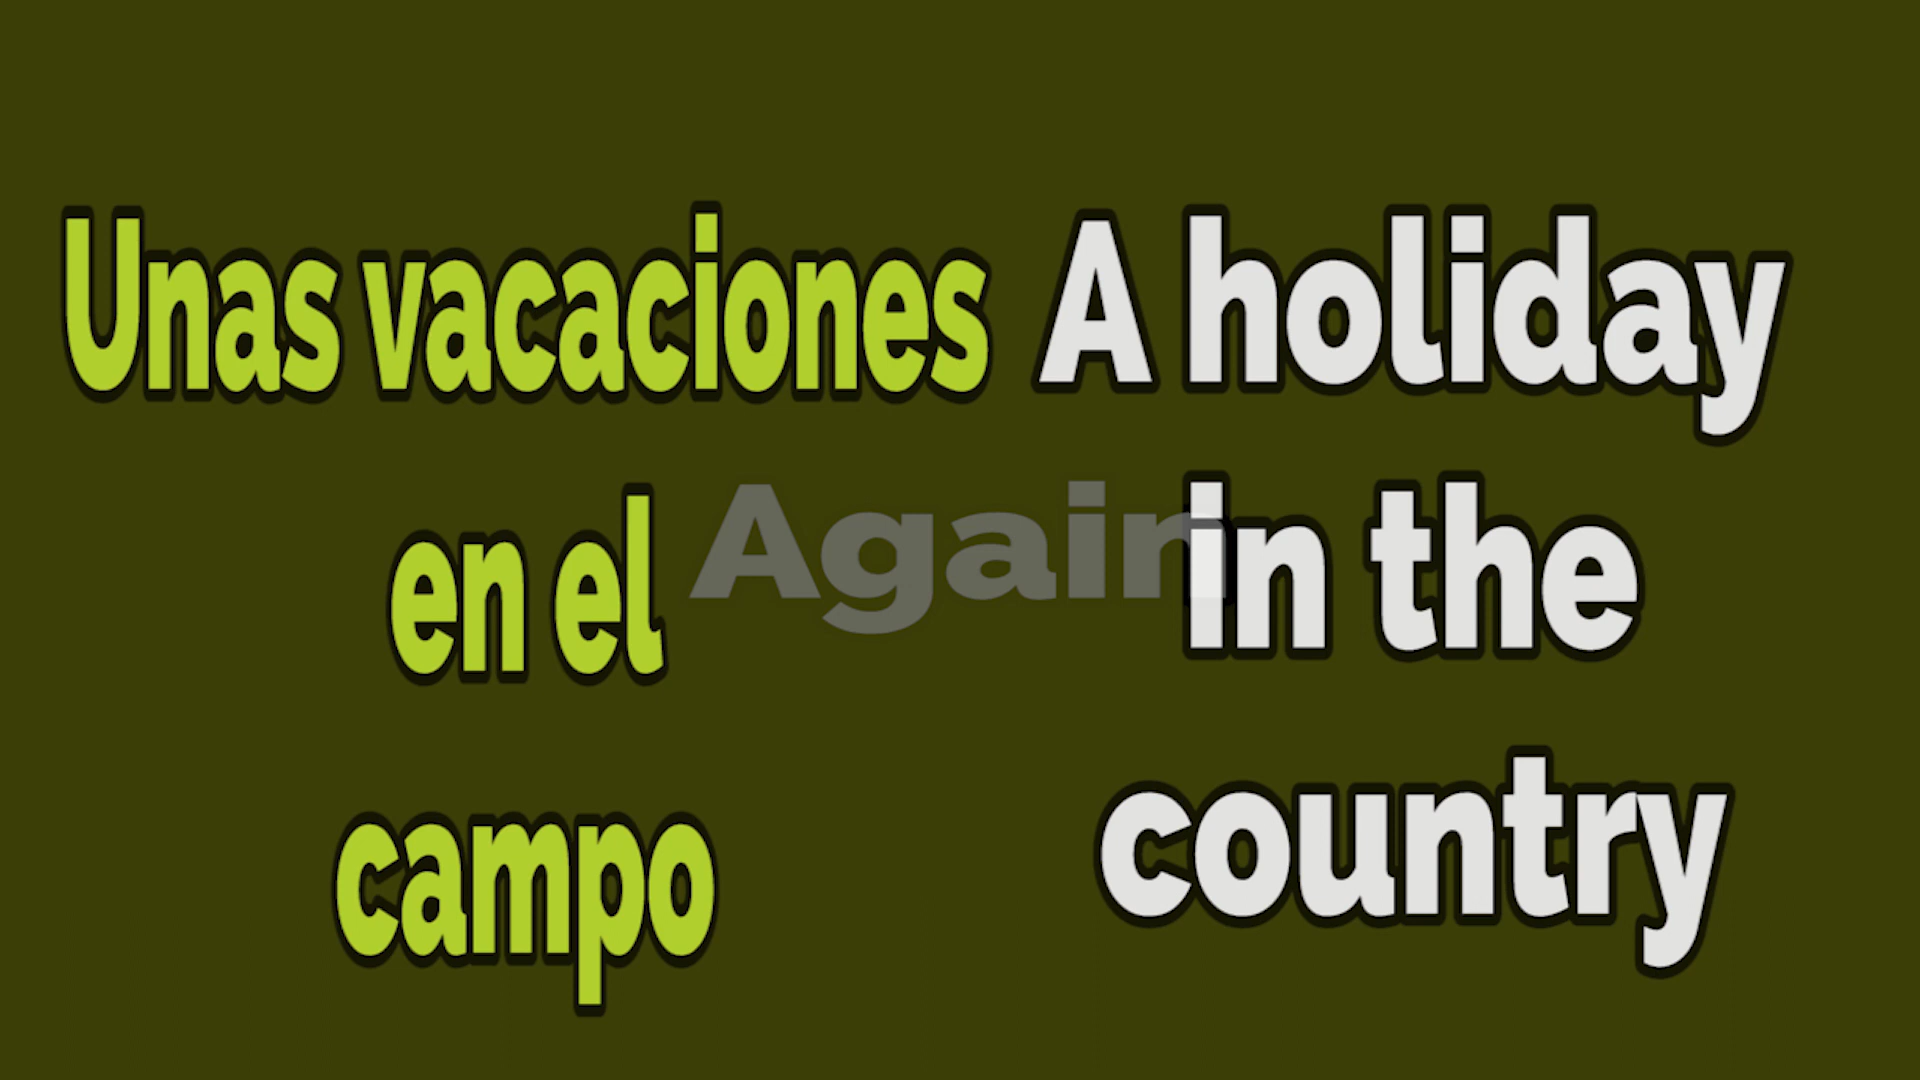 Unas vacaciones
en el
campo
A holiday
in the
country
Again